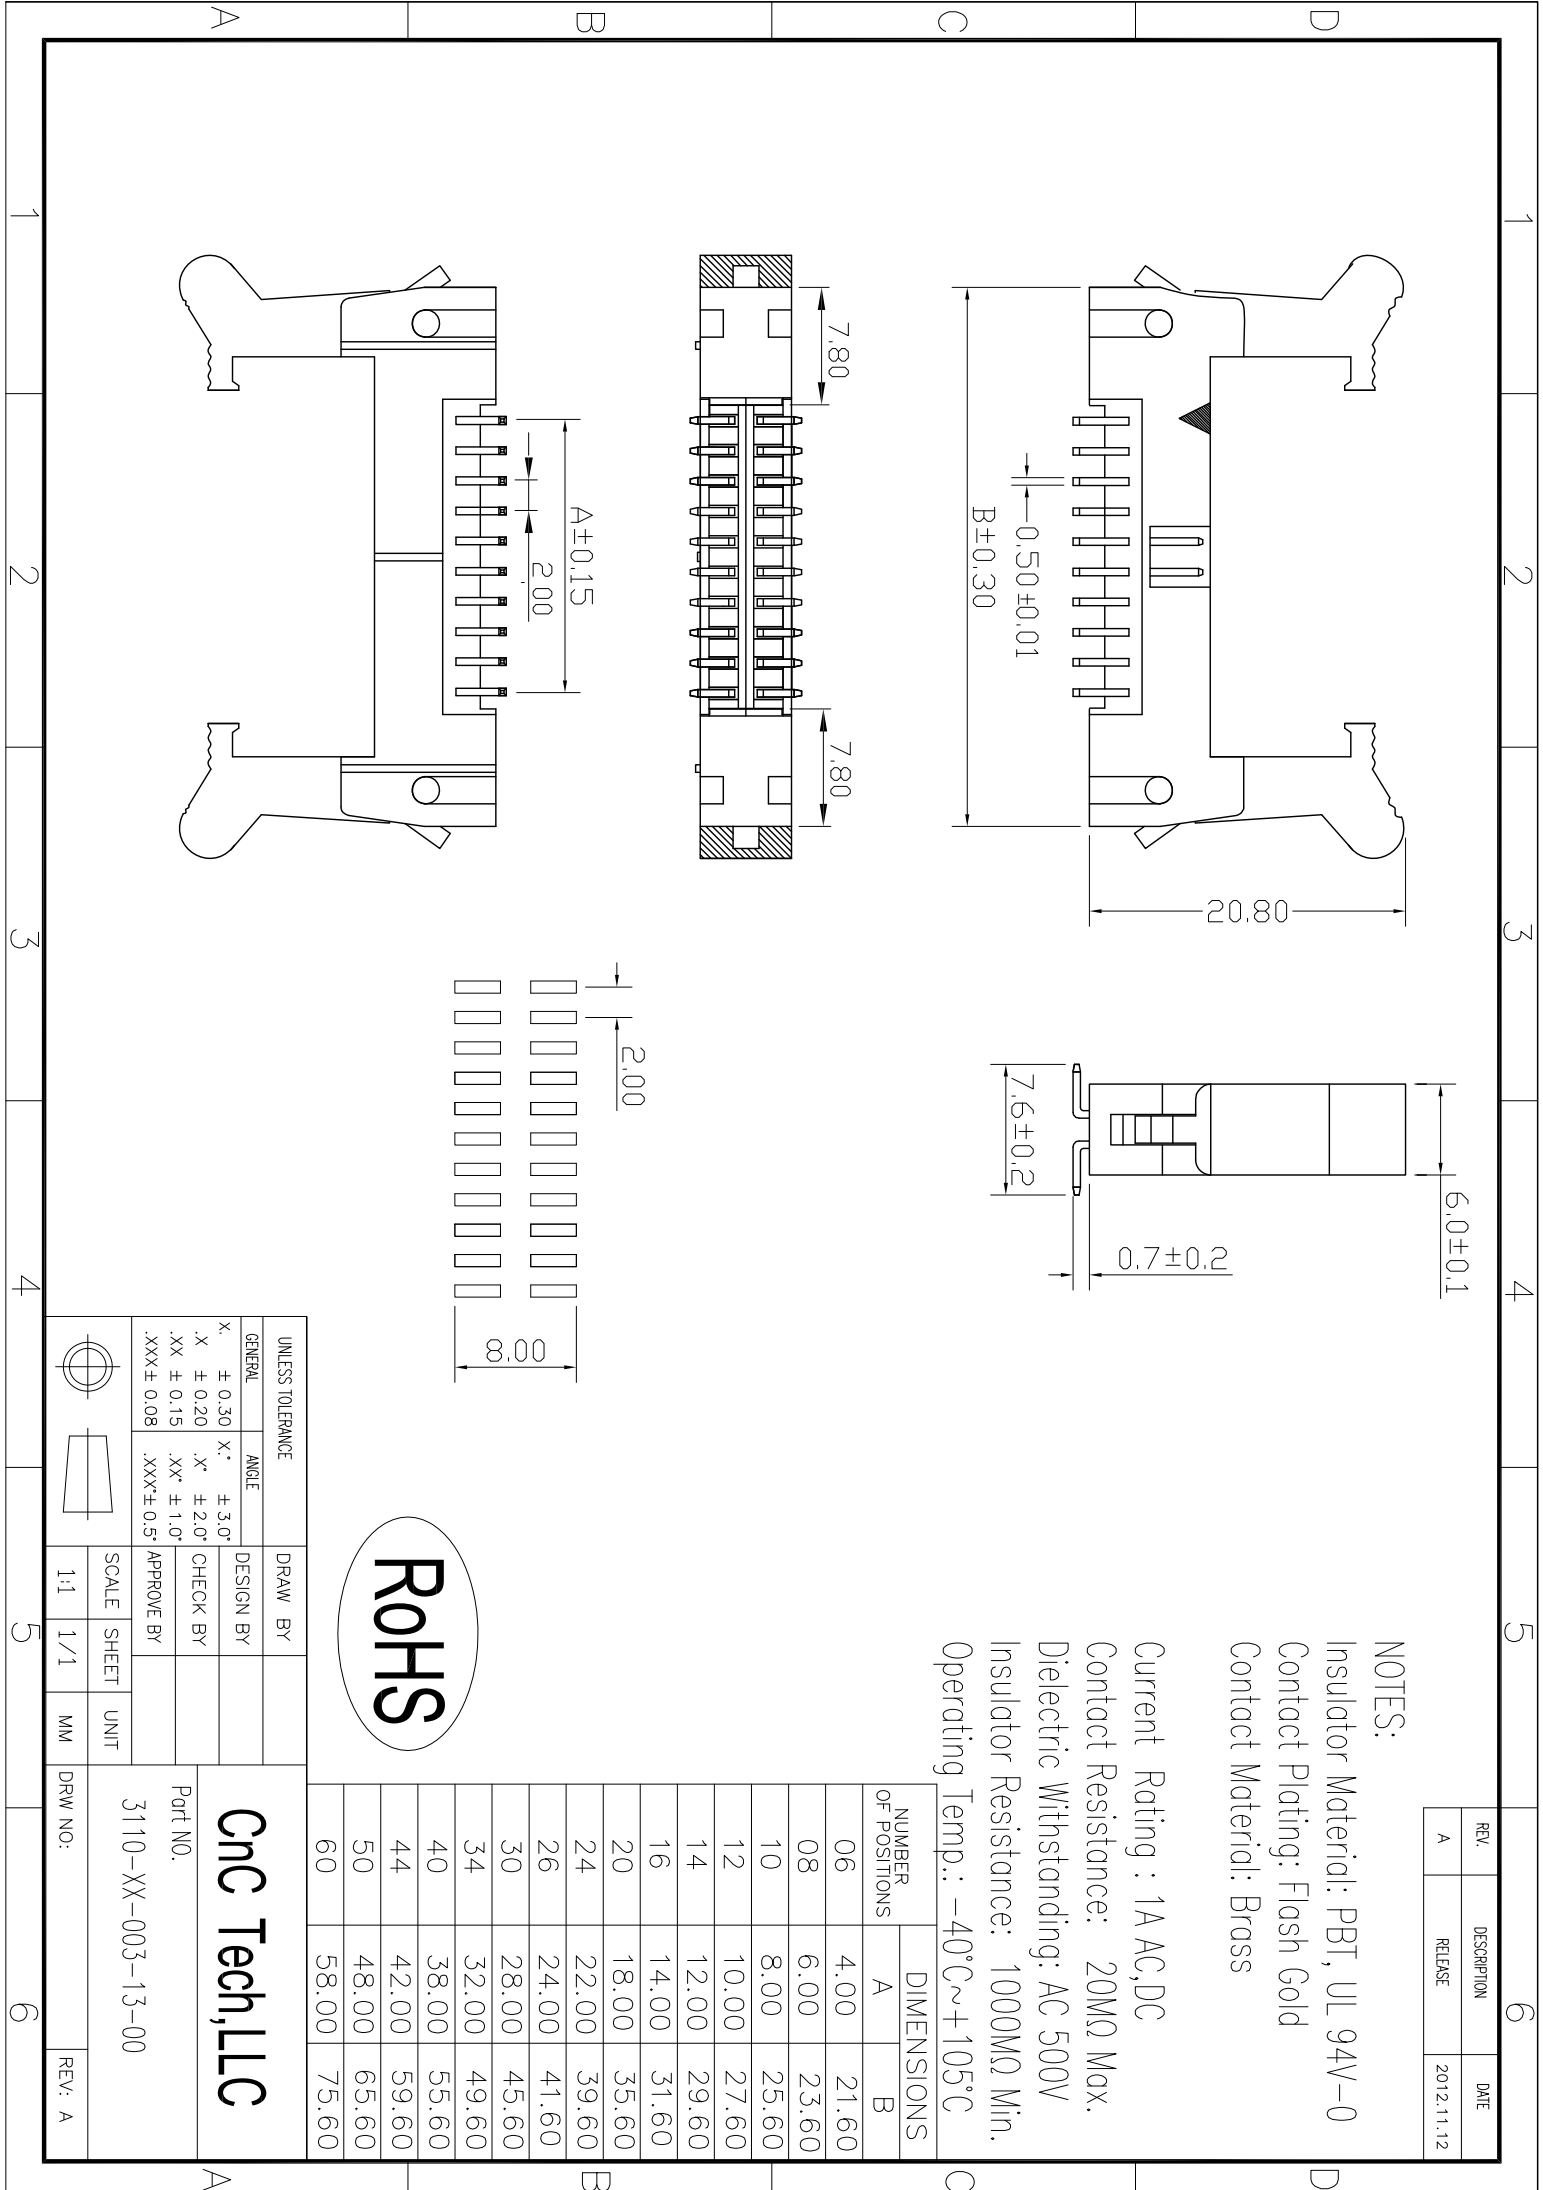 1
2
3
4
5
6
D
C
B
A
REV.
DESCRIPTION
DATE
A
RELEASE
2012.11.12
20.80
0.50±0.01
B±0.30
6.0±0.1
0.7±0.2
7.6±0.2
NOTES:
Insulator Material: PBT, UL 94V-0
Contact Plating: Flash Gold
Contact Material: Brass
Current Rating : 1A AC,DC
Contact Resistance: 20MΩ Max.
Dielectric Withstanding: AC 500V
Insulator Resistance: 1000MΩ Min.
Operating Temp.: -40°C~+105°C
7.80
7.80
A±0.15
2.00
2.00
8.00
NUMBER OF POSITIONS
DIMENSIONS
A B
06 4.00 21.60
08 6.00 23.60
10 8.00 25.60
12 10.00 27.60
14 12.00 29.60
16 14.00 31.60
20 18.00 35.60
24 22.00 39.60
26 24.00 41.60
30 28.00 45.60
34 32.00 49.60
40 38.00 55.60
44 42.00 59.60
50 48.00 65.60
60 58.00 75.60
RoHS
UNLESS TOLERANCE
GENERAL ANGLE
X. ± 0.30 X.° ± 3.0°
.X ± 0.20 .X° ± 2.0°
.XX ± 0.15 .XX° ± 1.0°
.XXX± 0.08 .XXX°± 0.5°
DRAW BY
DESIGN BY
CHECK BY
APPROVE BY
SCALE SHEET UNIT
1:1 1/1 MM
CnC Tech,LLC
Part NO.
3110-XX-003-13-00
DRW NO:
REV: A
1
2
3
4
5
6
D
C
B
A